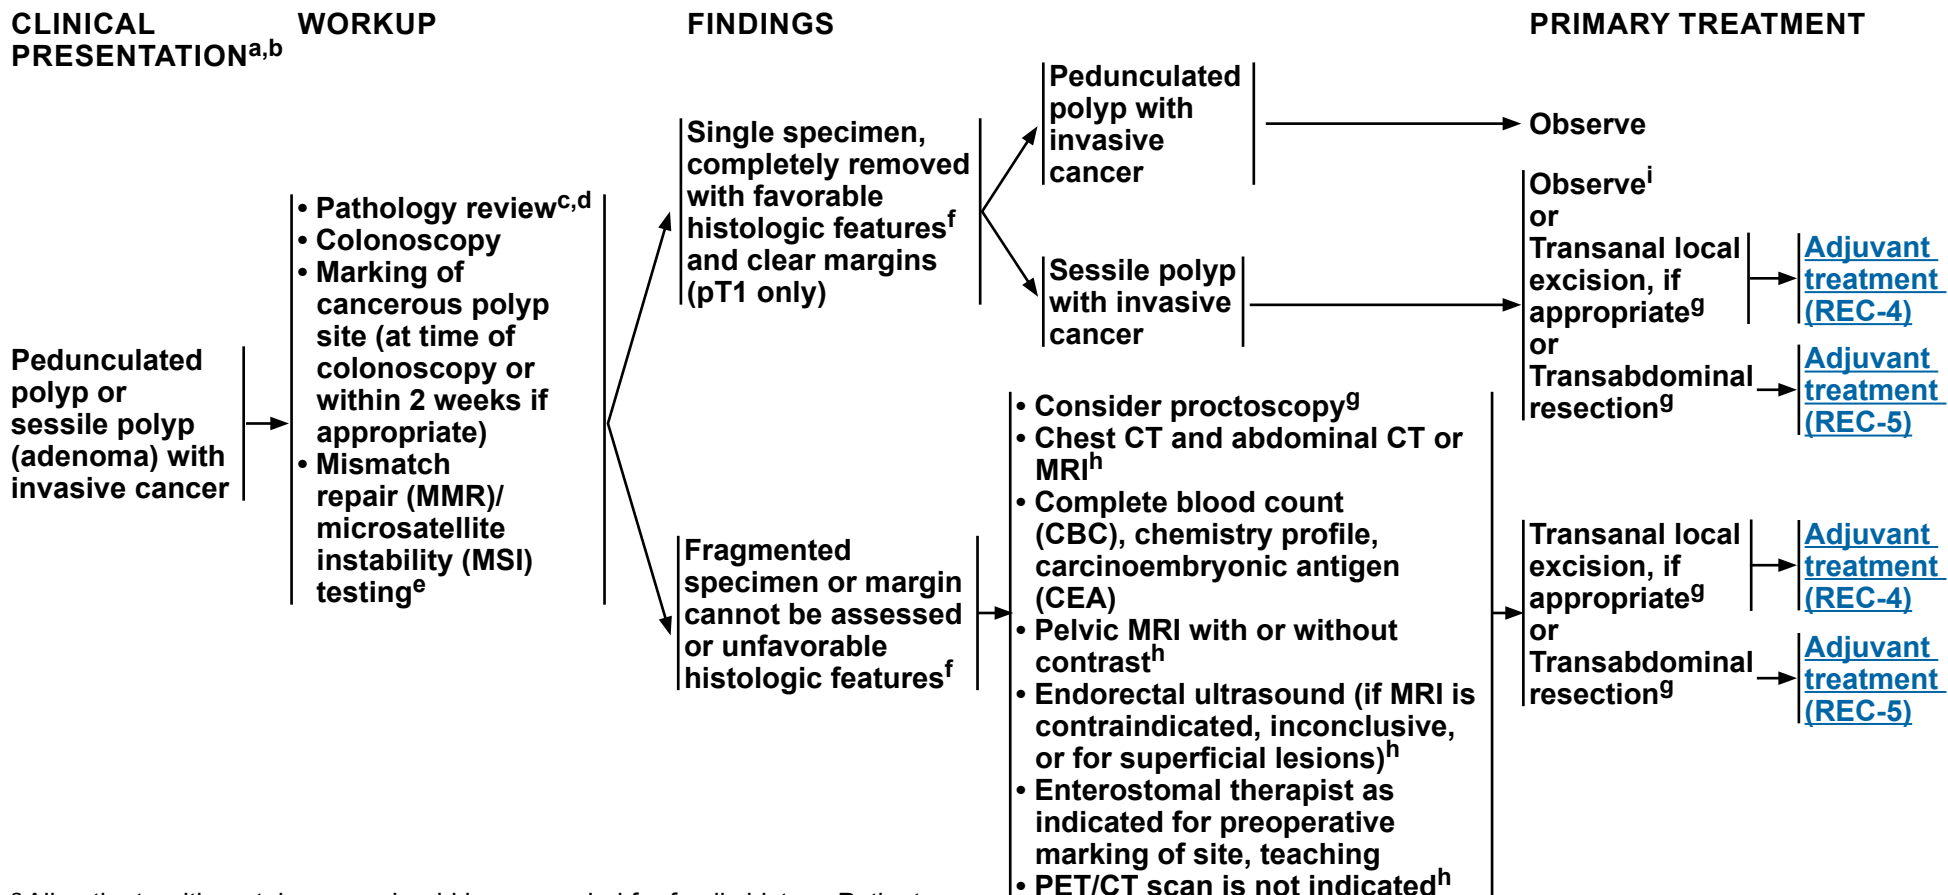 CLINICAL
PRESENTATIONa,b
WORKUP
FINDINGS
PRIMARY TREATMENT
Pedunculated
polyp or
sessile polyp
(adenoma) with
invasive cancer
• Pathology reviewc,d
• Colonoscopy
• Marking of
cancerous polyp
site (at time of
colonoscopy or
within 2 weeks if
appropriate)
• Mismatch
repair (MMR)/
microsatellite
instability (MSI)
testinge
Single specimen,
completely removed
with favorable
histologic featuresf
and clear margins
(pT1 only)
Pedunculated
polyp with
invasive
cancer
Observe
Sessile polyp
with invasive
cancer
Observei
or
Transanal local
excision, if
appropriateg
or
Transabdominal
resectiong
Adjuvant
treatment
(REC-4)
Adjuvant
treatment
(REC-5)
Fragmented
specimen or margin
cannot be assessed
or unfavorable
histologic featuresf
• Consider proctoscopyg
• Chest CT and abdominal CT or
MRIh
• Complete blood count
(CBC), chemistry profile,
carcinoembryonic antigen
(CEA)
• Pelvic MRI with or without
contrasth
• Endorectal ultrasound (if MRI is
contraindicated, inconclusive,
or for superficial lesions)h
• Enterostomal therapist as
indicated for preoperative
marking of site, teaching
• PET/CT scan is not indicatedh
Transanal local
excision, if
appropriateg
or
Transabdominal
resectiong
Adjuvant
treatment
(REC-4)
Adjuvant
treatment
(REC-5)